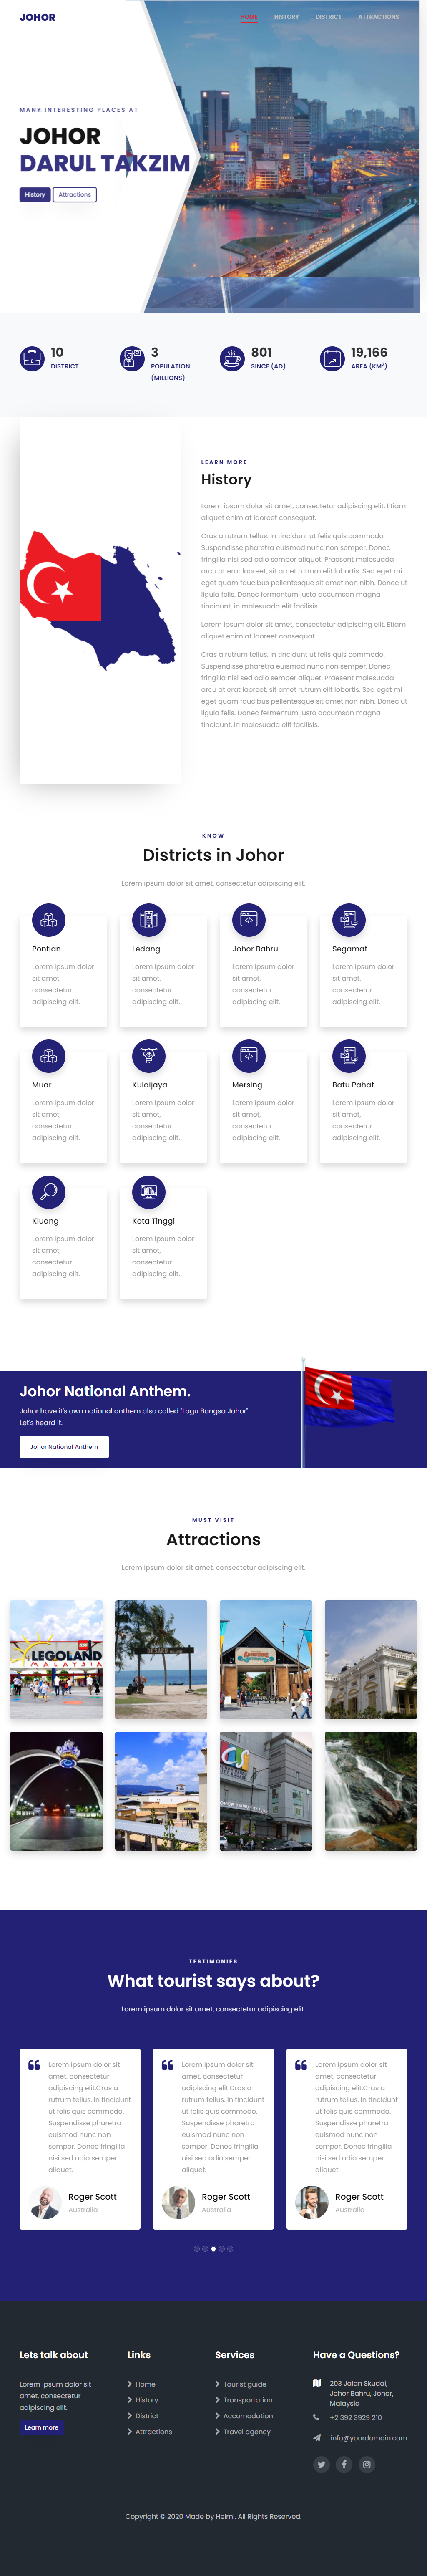 JOHOR
HOME HISTORY DISTRICT ATTRACTIONS
MANY INTERESTING PLACES AT
JOHOR
DARUL TAKZIM
History Attractions
10
DISTRICT
3
POPULATION
(MILLIONS)
801
SINCE (AD)
19,166
AREA (KM²)
LEARN MORE
History
Lorem ipsum dolor sit amet, consectetur adipiscing elit. Etiam
aliquet enim at laoreet consequat.
Cras a rutrum tellus. In tincidunt ut felis quis commodo.
Suspendisse pharetra euismod nunc non semper. Donec
fringilla nisi sed odio semper aliquet. Praesent malesuada
arcu at erat laoreet, sit amet rutrum elit lobortis. Sed eget mi
eget quam faucibus pellentesque sit amet non nibh. Donec ut
ligula felis. Donec fermentum justo accumsan magna
tincidunt, in malesuada elit facilisis.
Lorem ipsum dolor sit amet, consectetur adipiscing elit. Etiam
aliquet enim at laoreet consequat.
Cras a rutrum tellus. In tincidunt ut felis quis commodo.
Suspendisse pharetra euismod nunc non semper. Donec
fringilla nisi sed odio semper aliquet. Praesent malesuada
arcu at erat laoreet, sit amet rutrum elit lobortis. Sed eget mi
eget quam faucibus pellentesque sit amet non nibh. Donec ut
ligula felis. Donec fermentum justo accumsan magna
tincidunt, in malesuada elit facilisis.
KNOW
Districts in Johor
Lorem ipsum dolor sit amet, consectetur adipiscing elit.
Pontian
Lorem ipsum dolor
sit amet,
consectetur
adipiscing elit.
Ledang
Lorem ipsum dolor
sit amet,
consectetur
adipiscing elit.
Johor Bahru
Lorem ipsum dolor
sit amet,
consectetur
adipiscing elit.
Segamat
Lorem ipsum dolor
sit amet,
consectetur
adipiscing elit.
Muar
Lorem ipsum dolor
sit amet,
consectetur
adipiscing elit.
Kulaijaya
Lorem ipsum dolor
sit amet,
consectetur
adipiscing elit.
Mersing
Lorem ipsum dolor
sit amet,
consectetur
adipiscing elit.
Batu Pahat
Lorem ipsum dolor
sit amet,
consectetur
adipiscing elit.
Kluang
Lorem ipsum dolor
sit amet,
consectetur
adipiscing elit.
Kota Tinggi
Lorem ipsum dolor
sit amet,
consectetur
adipiscing elit.
Johor National Anthem.
Johor have it's own national anthem also called "Lagu Bangsa Johor".
Let's heard it.
Johor National Anthem
MUST VISIT
Attractions
Lorem ipsum dolor sit amet, consectetur adipiscing elit.
LEGO
LEGOLAND
MALAYSIA
TESTIMONIES
What tourist says about?
Lorem ipsum dolor sit amet, consectetur adipiscing elit.
Lorem ipsum dolor sit
amet, consectetur
adipiscing elit.Cras a
rutrum tellus. In tincidunt
ut felis quis commodo.
Suspendisse pharetra
euismod nunc non
semper. Donec fringilla
nisi sed odio semper
aliquet.
Roger Scott
Australia
Lorem ipsum dolor sit
amet, consectetur
adipiscing elit.Cras a
rutrum tellus. In tincidunt
ut felis quis commodo.
Suspendisse pharetra
euismod nunc non
semper. Donec fringilla
nisi sed odio semper
aliquet.
Roger Scott
Australia
Lorem ipsum dolor sit
amet, consectetur
adipiscing elit.Cras a
rutrum tellus. In tincidunt
ut felis quis commodo.
Suspendisse pharetra
euismod nunc non
semper. Donec fringilla
nisi sed odio semper
aliquet.
Roger Scott
Australia
Lets talk about
Lorem ipsum dolor sit
amet, consectetur
adipiscing elit.
Learn more
Links
Home
History
District
Attractions
Services
Tourist guide
Transportation
Accomodation
Travel agency
Have a Questions?
203 Jalan Skudai,
Johor Bahru, Johor,
Malaysia
+2 392 3929 210
info@yourdomain.com
Copyright © 2020 Made by Helmi. All Rights Reserved.